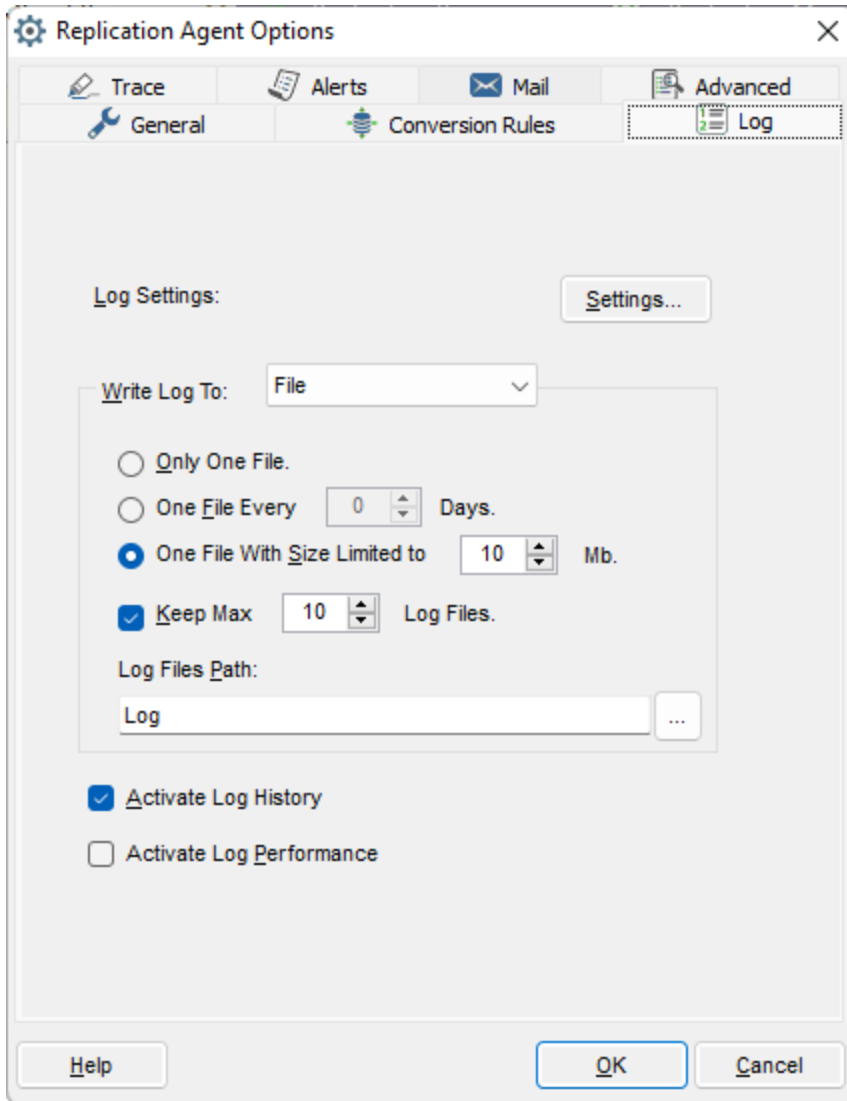 Replication Agent Options
Trace Alerts Mail Advanced
General Conversion Rules Log
Log Settings: Settings...
Write Log To: File
Only One File.
One File Every 0 Days.
One File With Size Limited to 10 Mb.
Keep Max 10 Log Files.
Log Files Path:
Log ...
Activate Log History
Activate Log Performance
Help OK Cancel